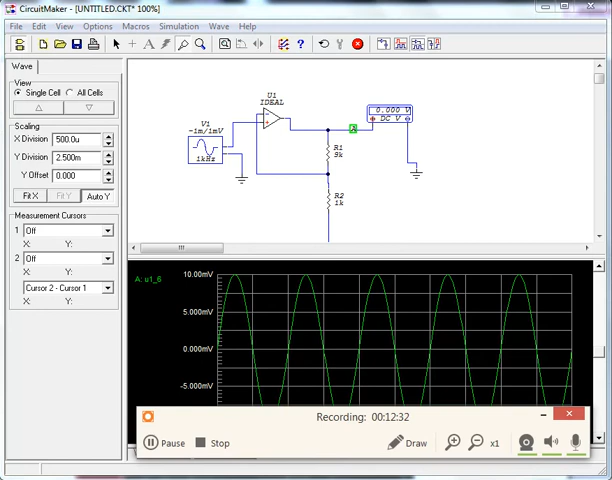 CircuitMaker - [UNTITLED.CKT* 100%]
File Edit View Options Macros Simulation Wave Help
Wave
View
Single Cell All Cells
Scaling
X Division 500.0u
Y Division 2.500m
Y Offset 0.000
Fit X Fit Y Auto Y
Measurement Cursors
1 Off
X: Y:
2 Off
X: Y:
Cursor 2 - Cursor 1
X: Y:
V1
-1m/1mV
1kHz
U1
IDEAL
A
0.000 V
DC V
R1
9k
R2
1k
A: u1_6
10.00mV
5.000mV
0.000mV
-5.000mV
Recording: 00:12:32
Pause Stop Draw x1